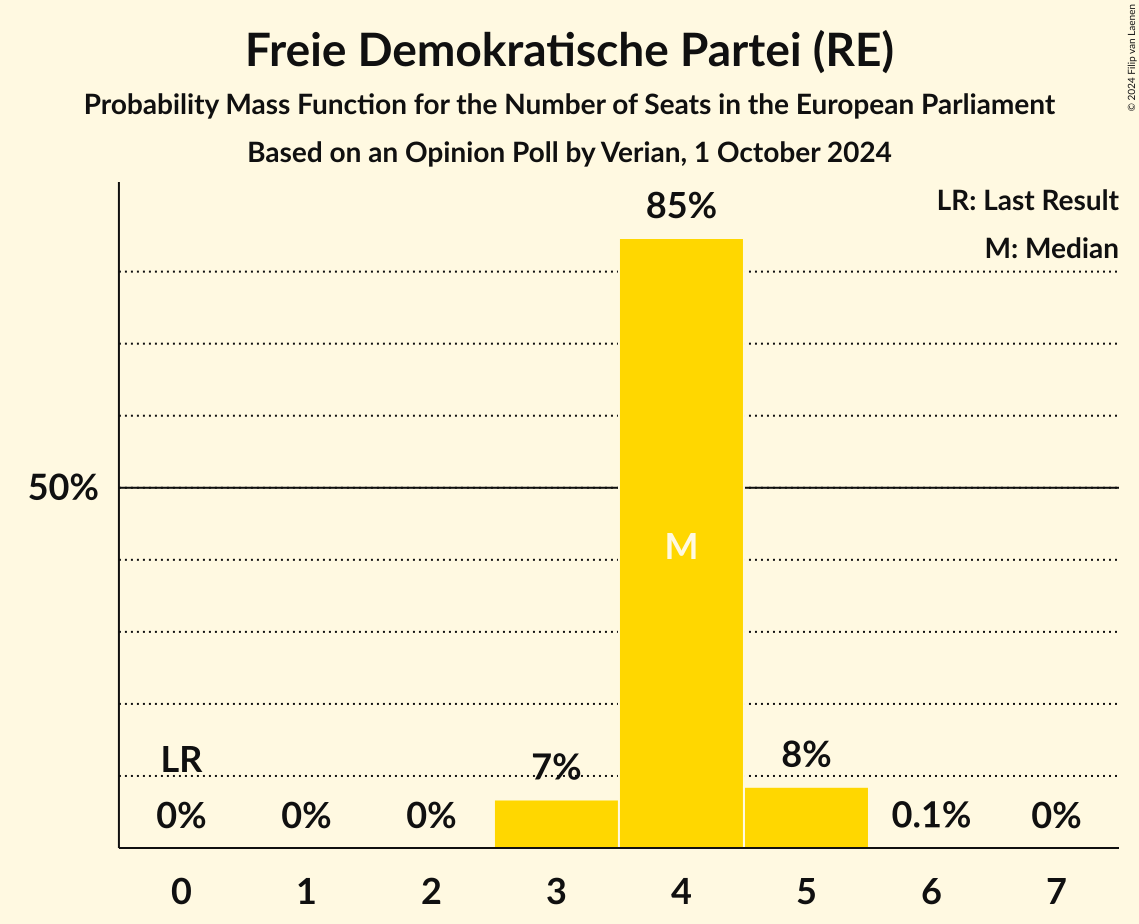 Freie Demokratische Partei (RE)
Probability Mass Function for the Number of Seats in the European Parliament
Based on an Opinion Poll by Verian, 1 October 2024
© 2024 Filip van Laenen
LR: Last Result
M: Median
85%
50%
M
LR
7%
8%
0%
0%
0%
0.1%
0%
0
1
2
3
4
5
6
7